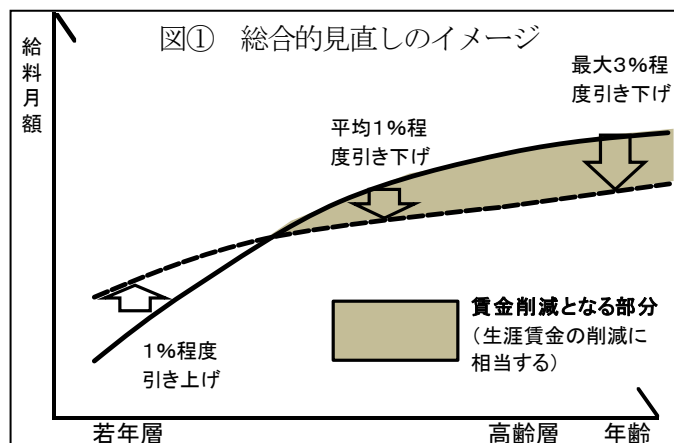 図① 総合的見直しのイメージ
給料月額
最大3%程
度引き下げ
平均1%程
度引き下げ
1%程度
引き上げ
賃金削減となる部分
(生涯賃金の削減に
相当する)
若年層
高齢層
年齢